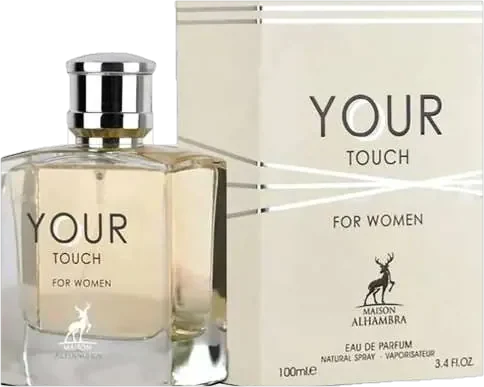 YOUR
TOUCH
FOR WOMEN
MAISON
ALHAMBRA
YOUR
TOUCH
FOR WOMEN
MAISON
ALHAMBRA
EAU DE PARFUM
100ml℮ NATURAL SPRAY - VAPORISATEUR 3.4 FL.OZ.